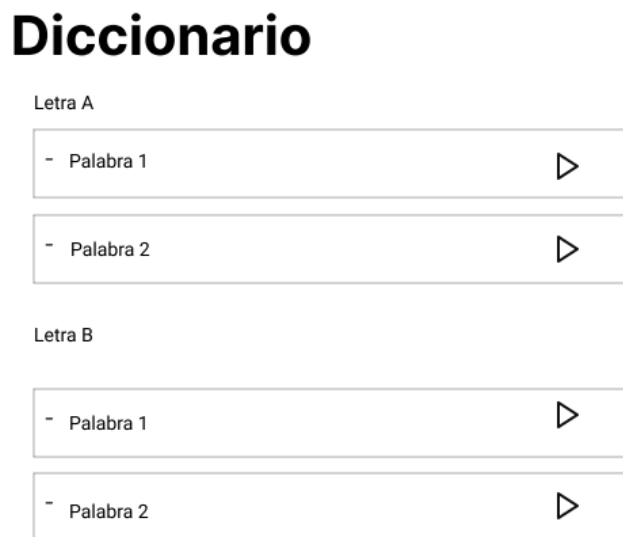 Diccionario
Letra A
- Palabra 1
- Palabra 2
Letra B
- Palabra 1
- Palabra 2